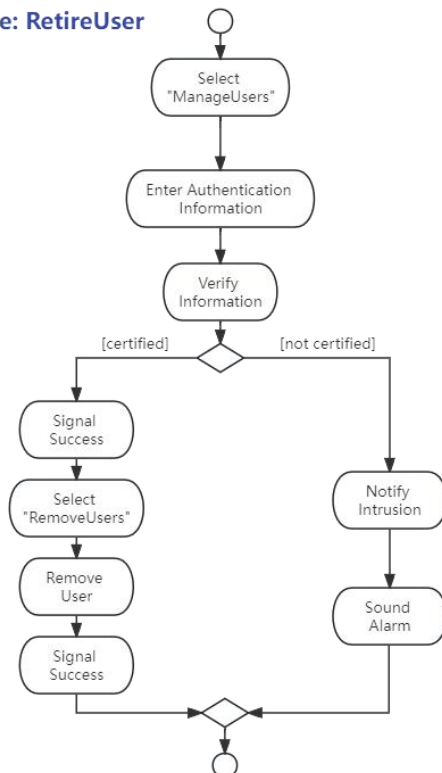 e: RetireUser
Select
"ManageUsers"
Enter Authentication
Information
Verify
Information
[certified]
[not certified]
Signal
Success
Select
"RemoveUsers"
Remove
User
Signal
Success
Notify
Intrusion
Sound
Alarm